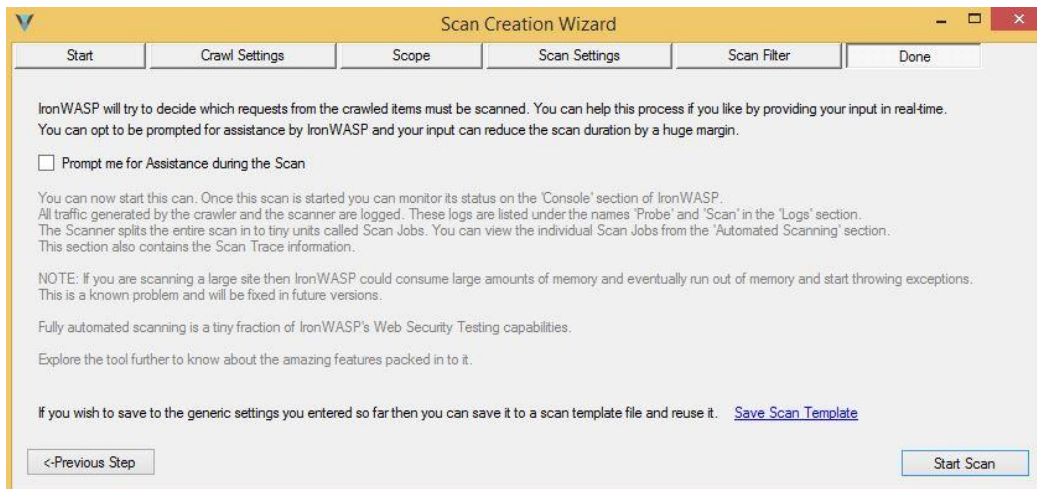 Scan Creation Wizard
Start Crawl Settings Scope Scan Settings Scan Filter Done
IronWASP will try to decide which requests from the crawled items must be scanned. You can help this process if you like by providing your input in real-time.
You can opt to be prompted for assistance by IronWASP and your input can reduce the scan duration by a huge margin.
Prompt me for Assistance during the Scan
You can now start this can. Once this scan is started you can monitor its status on the 'Console' section of IronWASP.
All traffic generated by the crawler and the scanner are logged. These logs are listed under the names 'Probe' and 'Scan' in the 'Logs' section.
The Scanner splits the entire scan in to tiny units called Scan Jobs. You can view the individual Scan Jobs from the 'Automated Scanning' section.
This section also contains the Scan Trace information.
NOTE: If you are scanning a large site then IronWASP could consume large amounts of memory and eventually run out of memory and start throwing exceptions.
This is a known problem and will be fixed in future versions.
Fully automated scanning is a tiny fraction of IronWASP's Web Security Testing capabilities.
Explore the tool further to know about the amazing features packed in to it.
If you wish to save to the generic settings you entered so far then you can save it to a scan template file and reuse it. Save Scan Template
<-Previous Step Start Scan